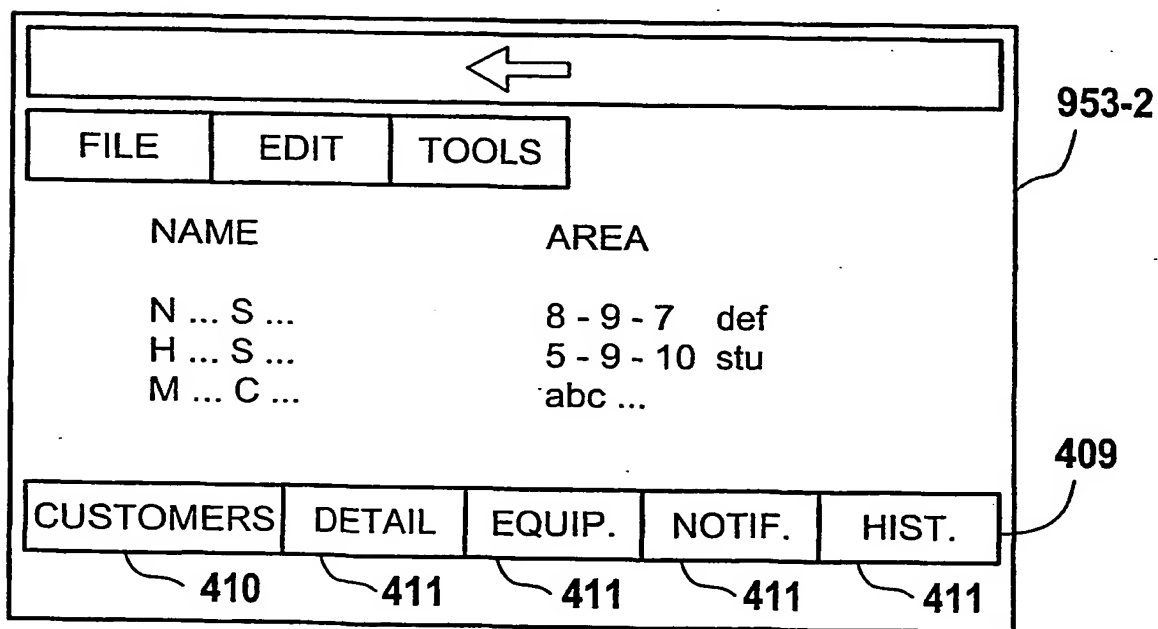 953-2
FILE EDIT TOOLS
NAME AREA
N ... S ... 8 - 9 - 7 def
H ... S ... 5 - 9 - 10 stu
M ... C ... abc ...
409
CUSTOMERS DETAIL EQUIP. NOTIF. HIST.
410 411 411 411 411